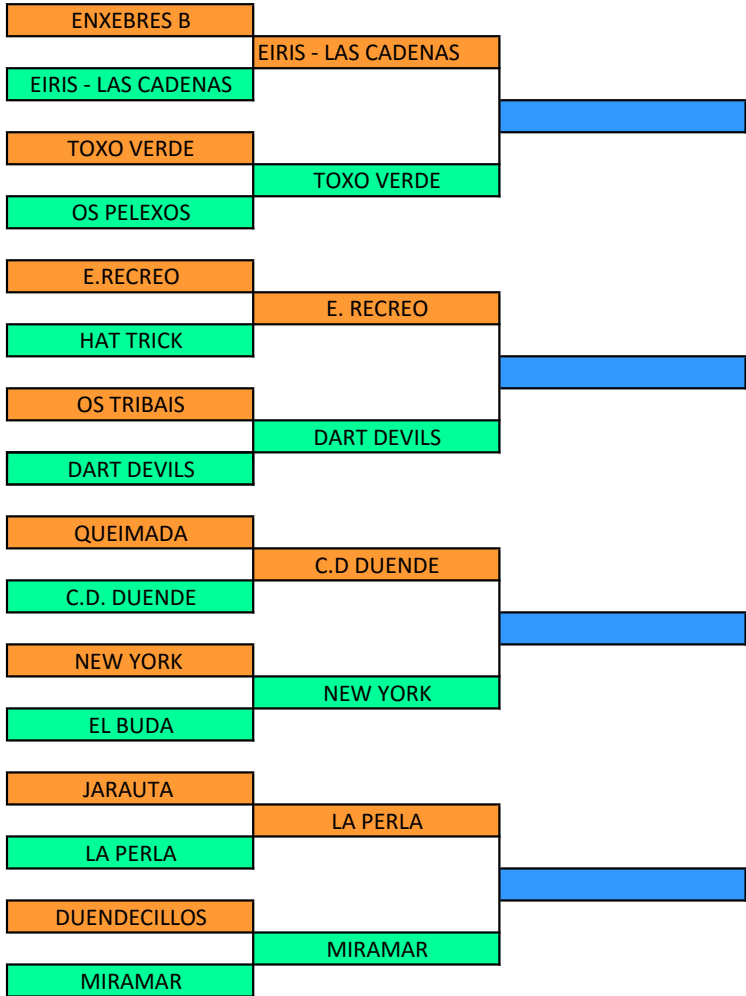 ENXEBRES B
EIRIS - LAS CADENAS
EIRIS - LAS CADENAS
TOXO VERDE
TOXO VERDE
OS PELEXOS
E.RECREO
E. RECREO
HAT TRICK
OS TRIBAIS
DART DEVILS
DART DEVILS
QUEIMADA
C.D DUENDE
C.D. DUENDE
NEW YORK
NEW YORK
EL BUDA
JARAUTA
LA PERLA
LA PERLA
DUENDECILLOS
MIRAMAR
MIRAMAR